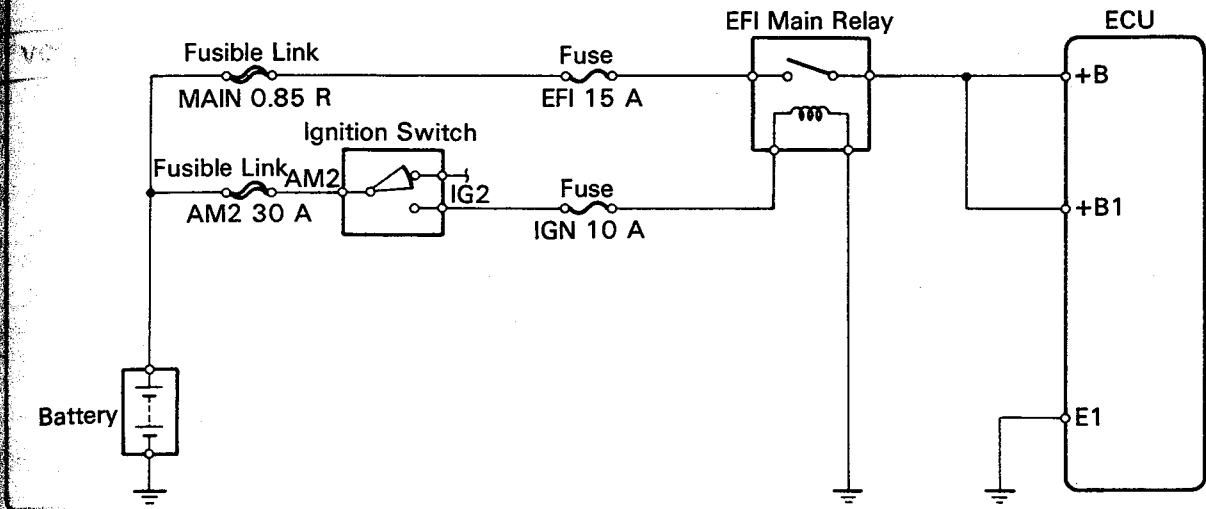 EFI Main Relay
ECU
Fusible Link
MAIN 0.85 R
Fuse
EFI 15 A
+B
Ignition Switch
Fusible Link
AM2 30 A
AM2
IG2
Fuse
IGN 10 A
+B1
Battery
E1